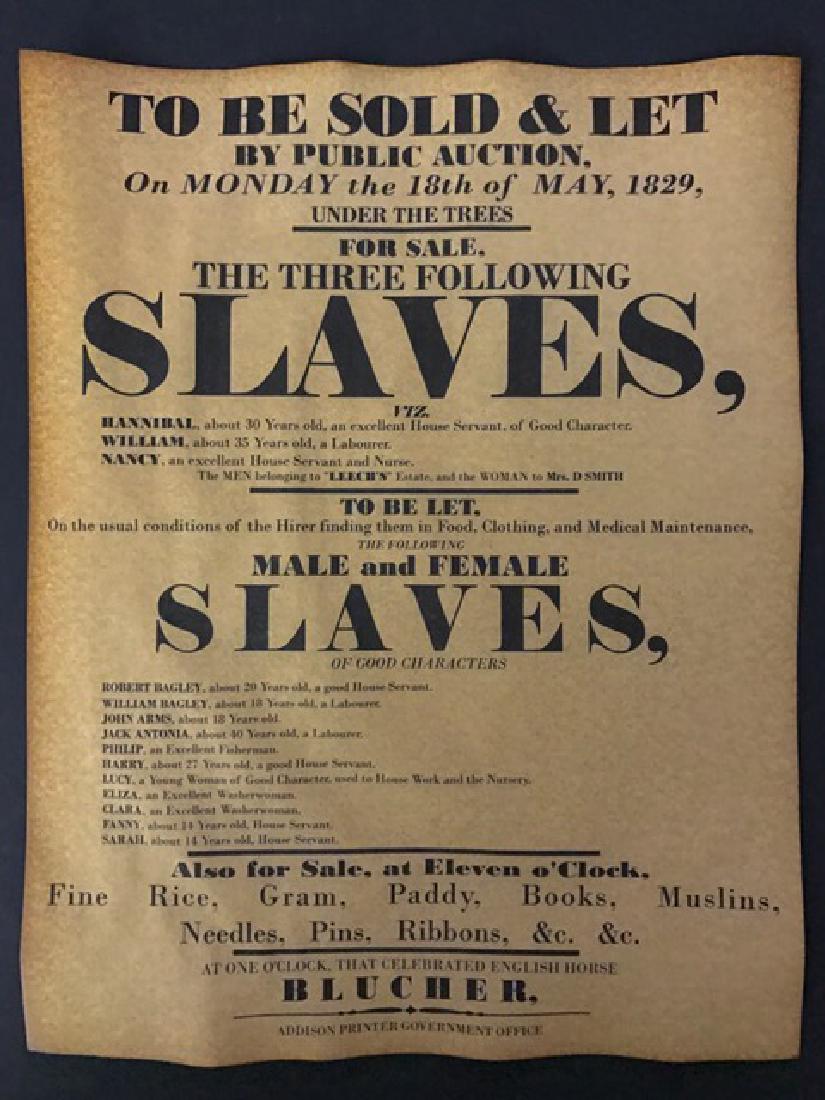 TO BE SOLD & LET
BY PUBLIC AUCTION,
On MONDAY the 18th of MAY, 1829,
UNDER THE TREES
FOR SALE,
THE THREE FOLLOWING
SLAVES,
VIZ.
HANNIBAL, about 30 Years old, an excellent House Servant, of Good Character.
WILLIAM, about 35 Years old, a Labourer.
NANCY, an excellent House Servant and Nurse.
The MEN belonging to "LEECH'S" Estate, and the WOMAN to Mrs. D SMITH
TO BE LET,
On the usual conditions of the Hirer finding them in Food, Clothing, and Medical Maintenance,
THE FOLLOWING
MALE and FEMALE
SLAVES,
OF GOOD CHARACTERS
ROBERT BAGLEY, about 20 Years old, a good House Servant.
WILLIAM BAGLEY, about 18 Years old, a Labourer.
JOHN ARMS, about 18 Years old.
JACK ANTONIA, about 40 Years old, a Labourer.
PHILIP, an Excellent Fisherman.
HARRY, about 27 Years old, a good House Servant.
LUCY, a Young Woman of Good Character, used to House Work and the Nursery.
ELIZA, an Excellent Washerwoman.
CLARA, an Excellent Washerwoman.
FANNY, about 14 Years old, House Servant.
SARAH, about 14 Years old, House Servant.
Also for Sale, at Eleven o'Clock,
Fine Rice, Gram, Paddy, Books, Muslins,
Needles, Pins, Ribbons, &c. &c.
AT ONE O'CLOCK, THAT CELEBRATED ENGLISH HORSE
BLUCHER,
ADDISON PRINTER GOVERNMENT OFFICE